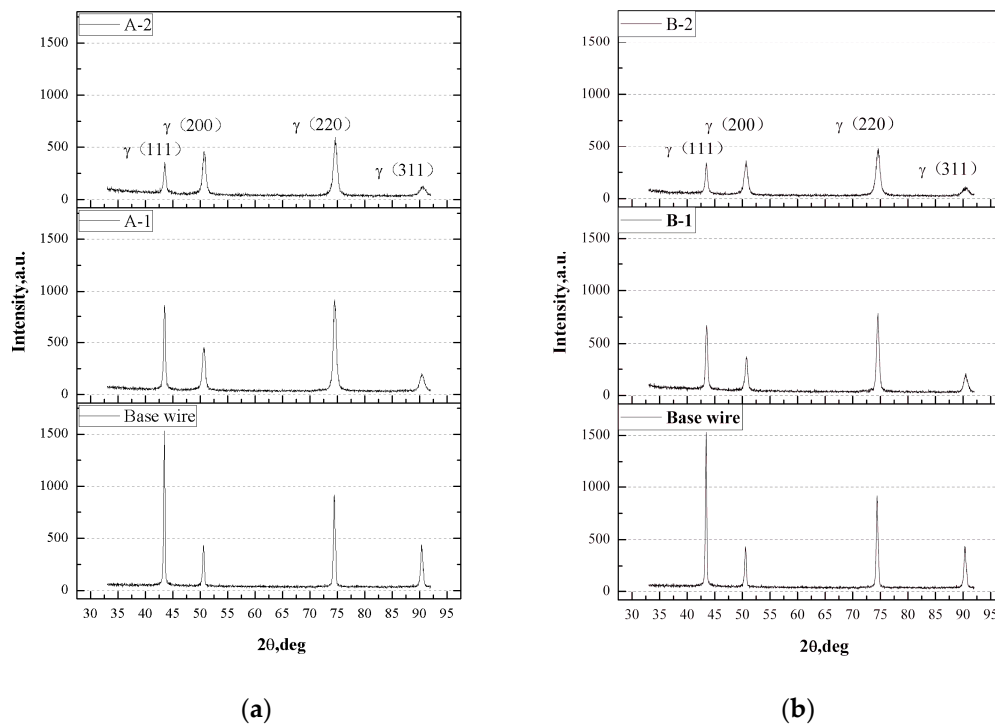 A-2
1500
1000
500
0
γ (111)
γ (200)
γ (220)
γ (311)
A-1
1500
1000
500
0
Base wire
1500
1000
500
0
Intensity,a.u.
30 35 40 45 50 55 60 65 70 75 80 85 90 95
2θ,deg
(a)
B-2
1500
1000
500
0
γ (111)
γ (200)
γ (220)
γ (311)
B-1
1500
1000
500
0
Base wire
1500
1000
500
0
Intensity,a.u.
30 35 40 45 50 55 60 65 70 75 80 85 90 95
2θ,deg
(b)